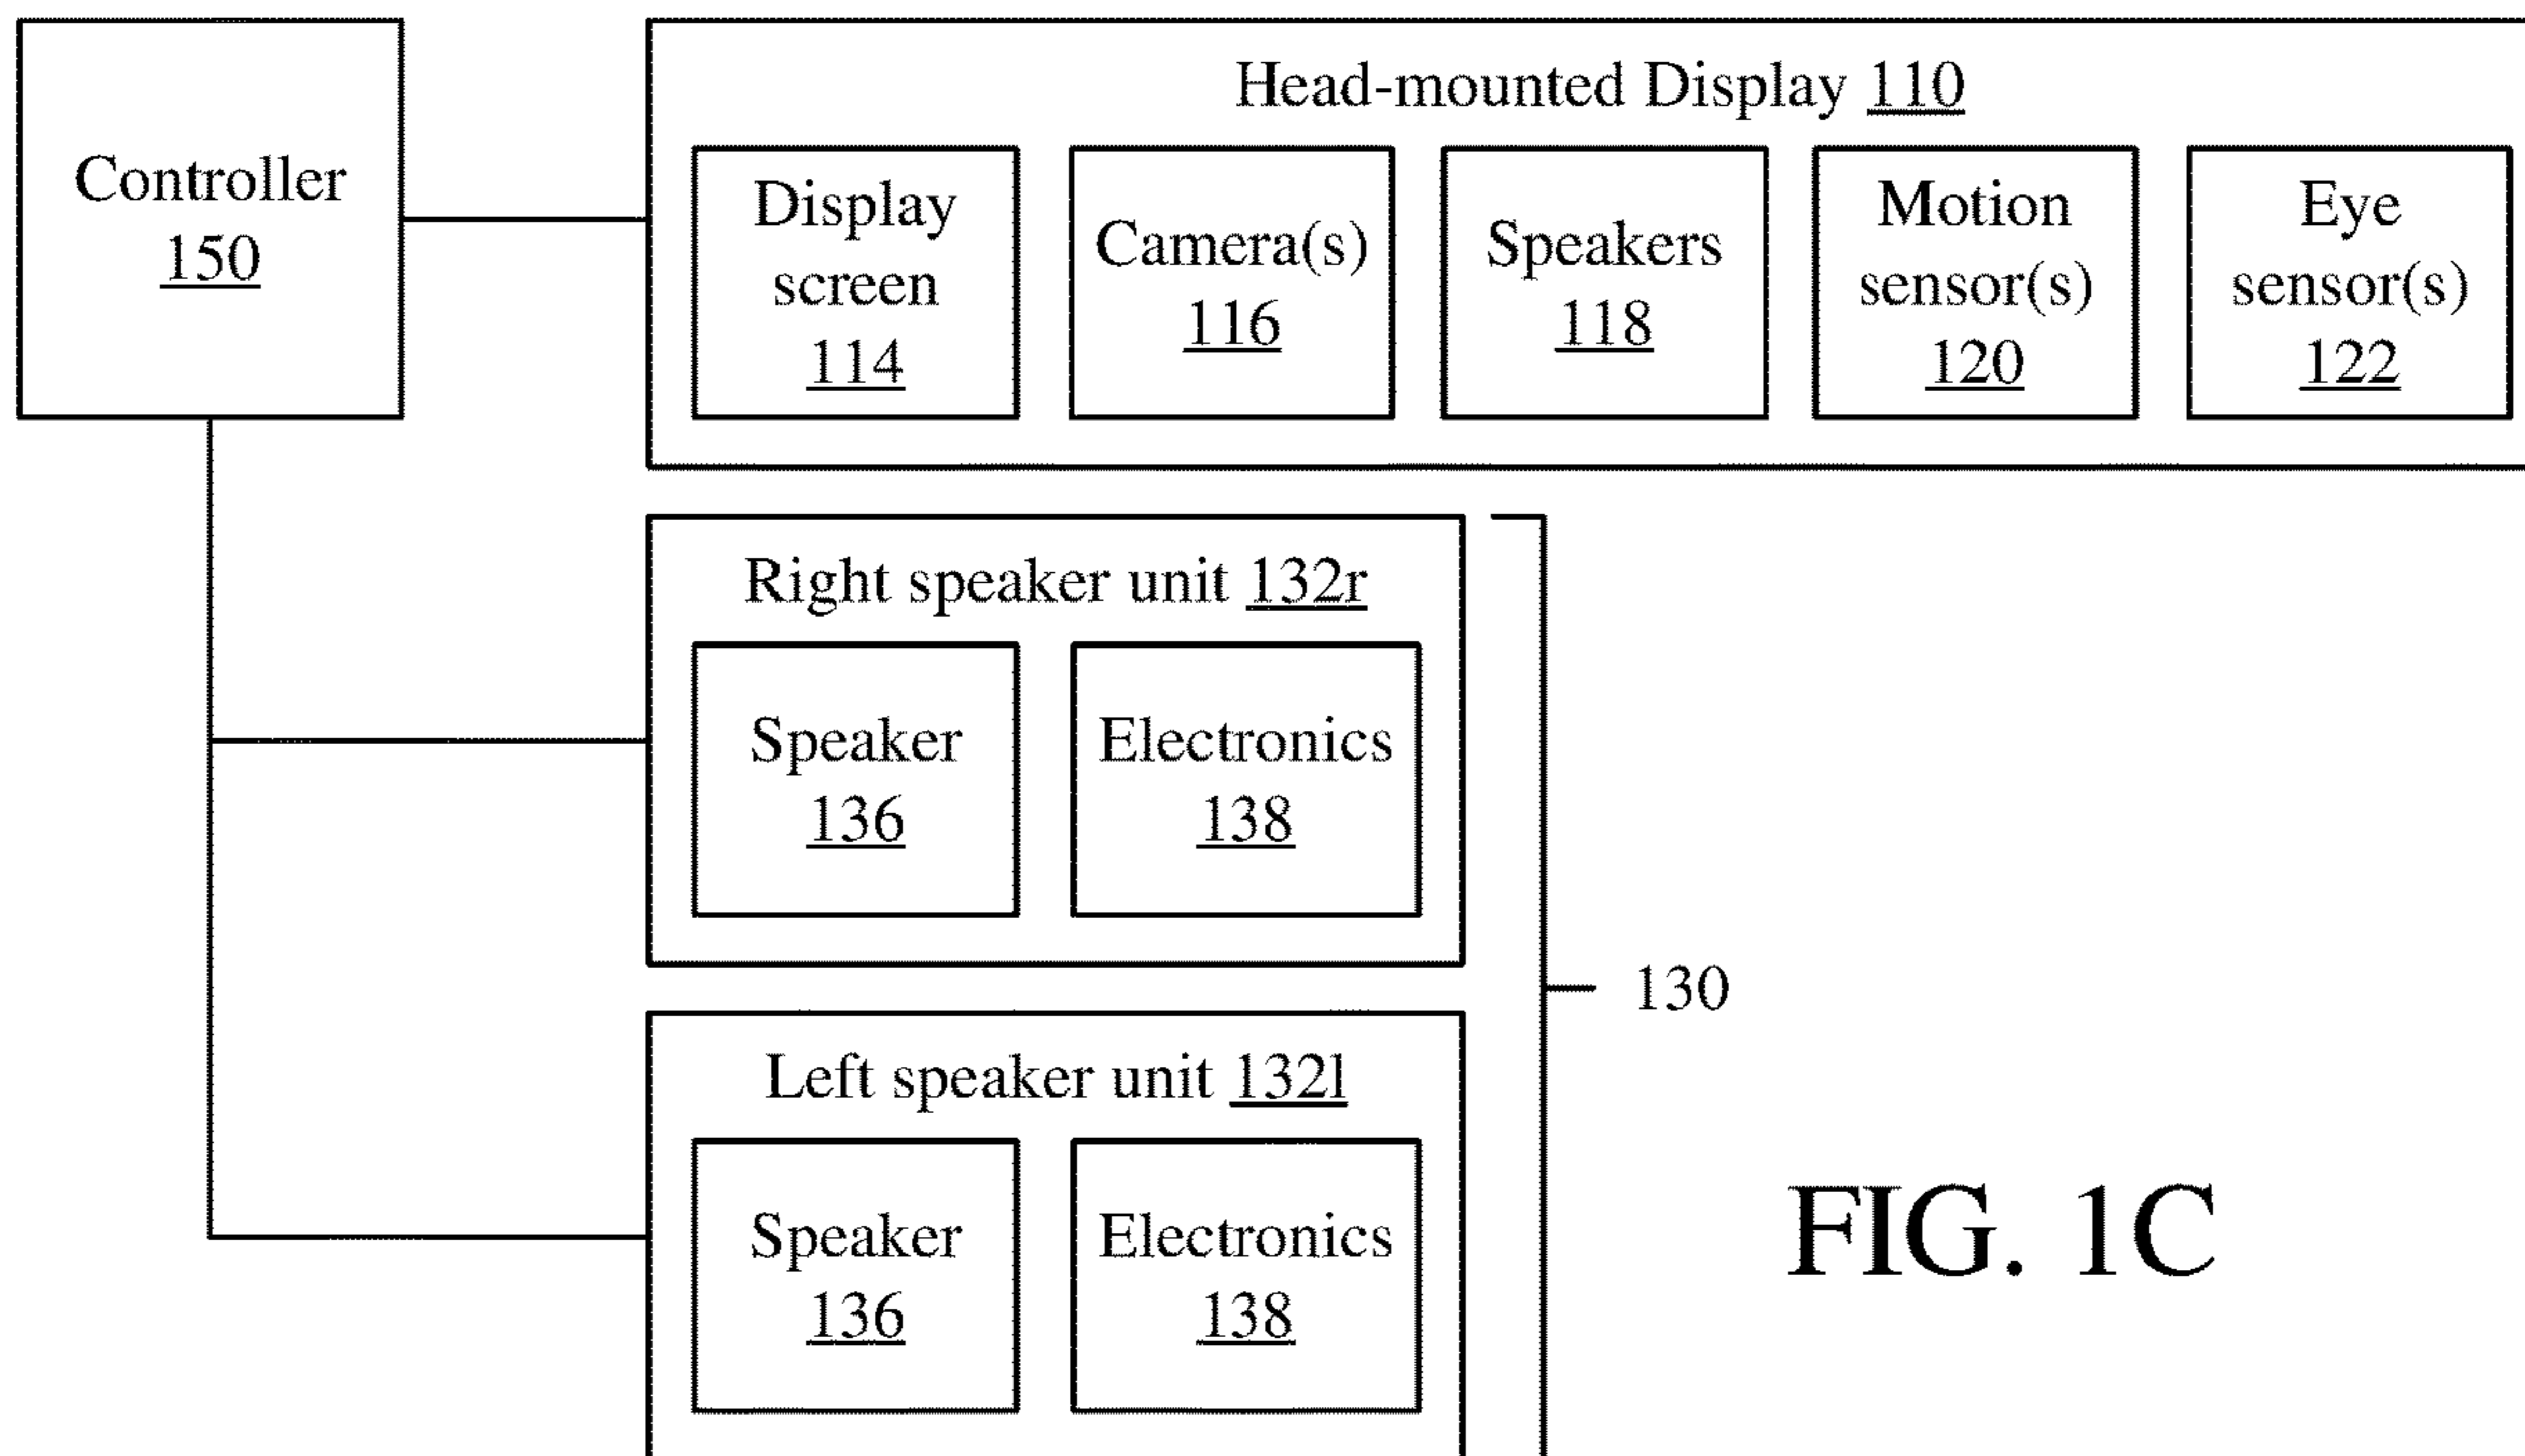 Controller
150
Head-mounted Display 110
Display
screen
114
Camera(s)
116
Speakers
118
Motion
sensor(s)
120
Eye
sensor(s)
122
Right speaker unit 132r
Speaker
136
Electronics
138
130
Left speaker unit 132l
Speaker
136
Electronics
138
FIG. 1C